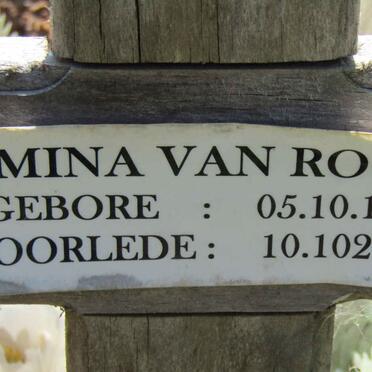 MINA VAN RO
GEBORE : 05.10.1
OORLEDE : 10.102